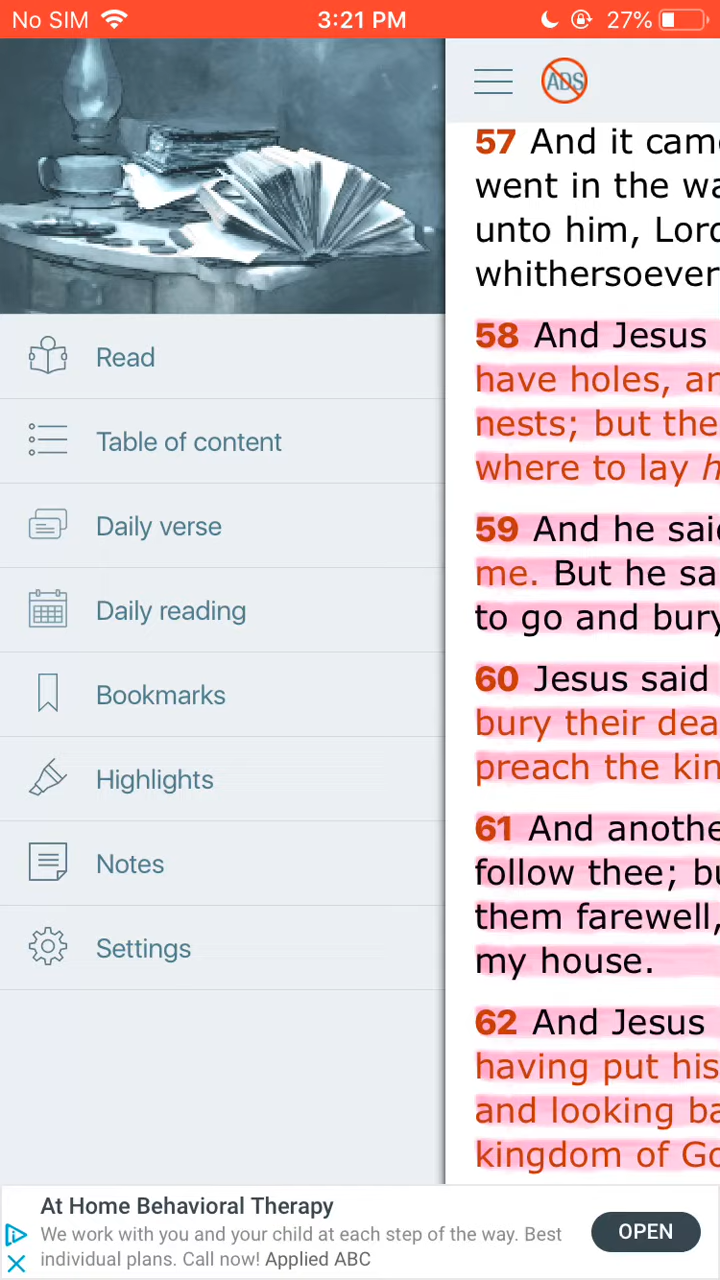 No SIM 3:21 PM 27%
ADS
Read
Table of content
Daily verse
Daily reading
Bookmarks
Highlights
Notes
Settings
57 And it cam
went in the wa
unto him, Lord
whithersoever
58 And Jesus
have holes, an
nests; but the
where to lay h
59 And he said
me. But he sa
to go and bury
60 Jesus said
bury their dea
preach the kin
61 And anothe
follow thee; bu
them farewell,
my house.
62 And Jesus
having put his
and looking ba
kingdom of Go
At Home Behavioral Therapy
We work with you and your child at each step of the way. Best
individual plans. Call now! Applied ABC
OPEN